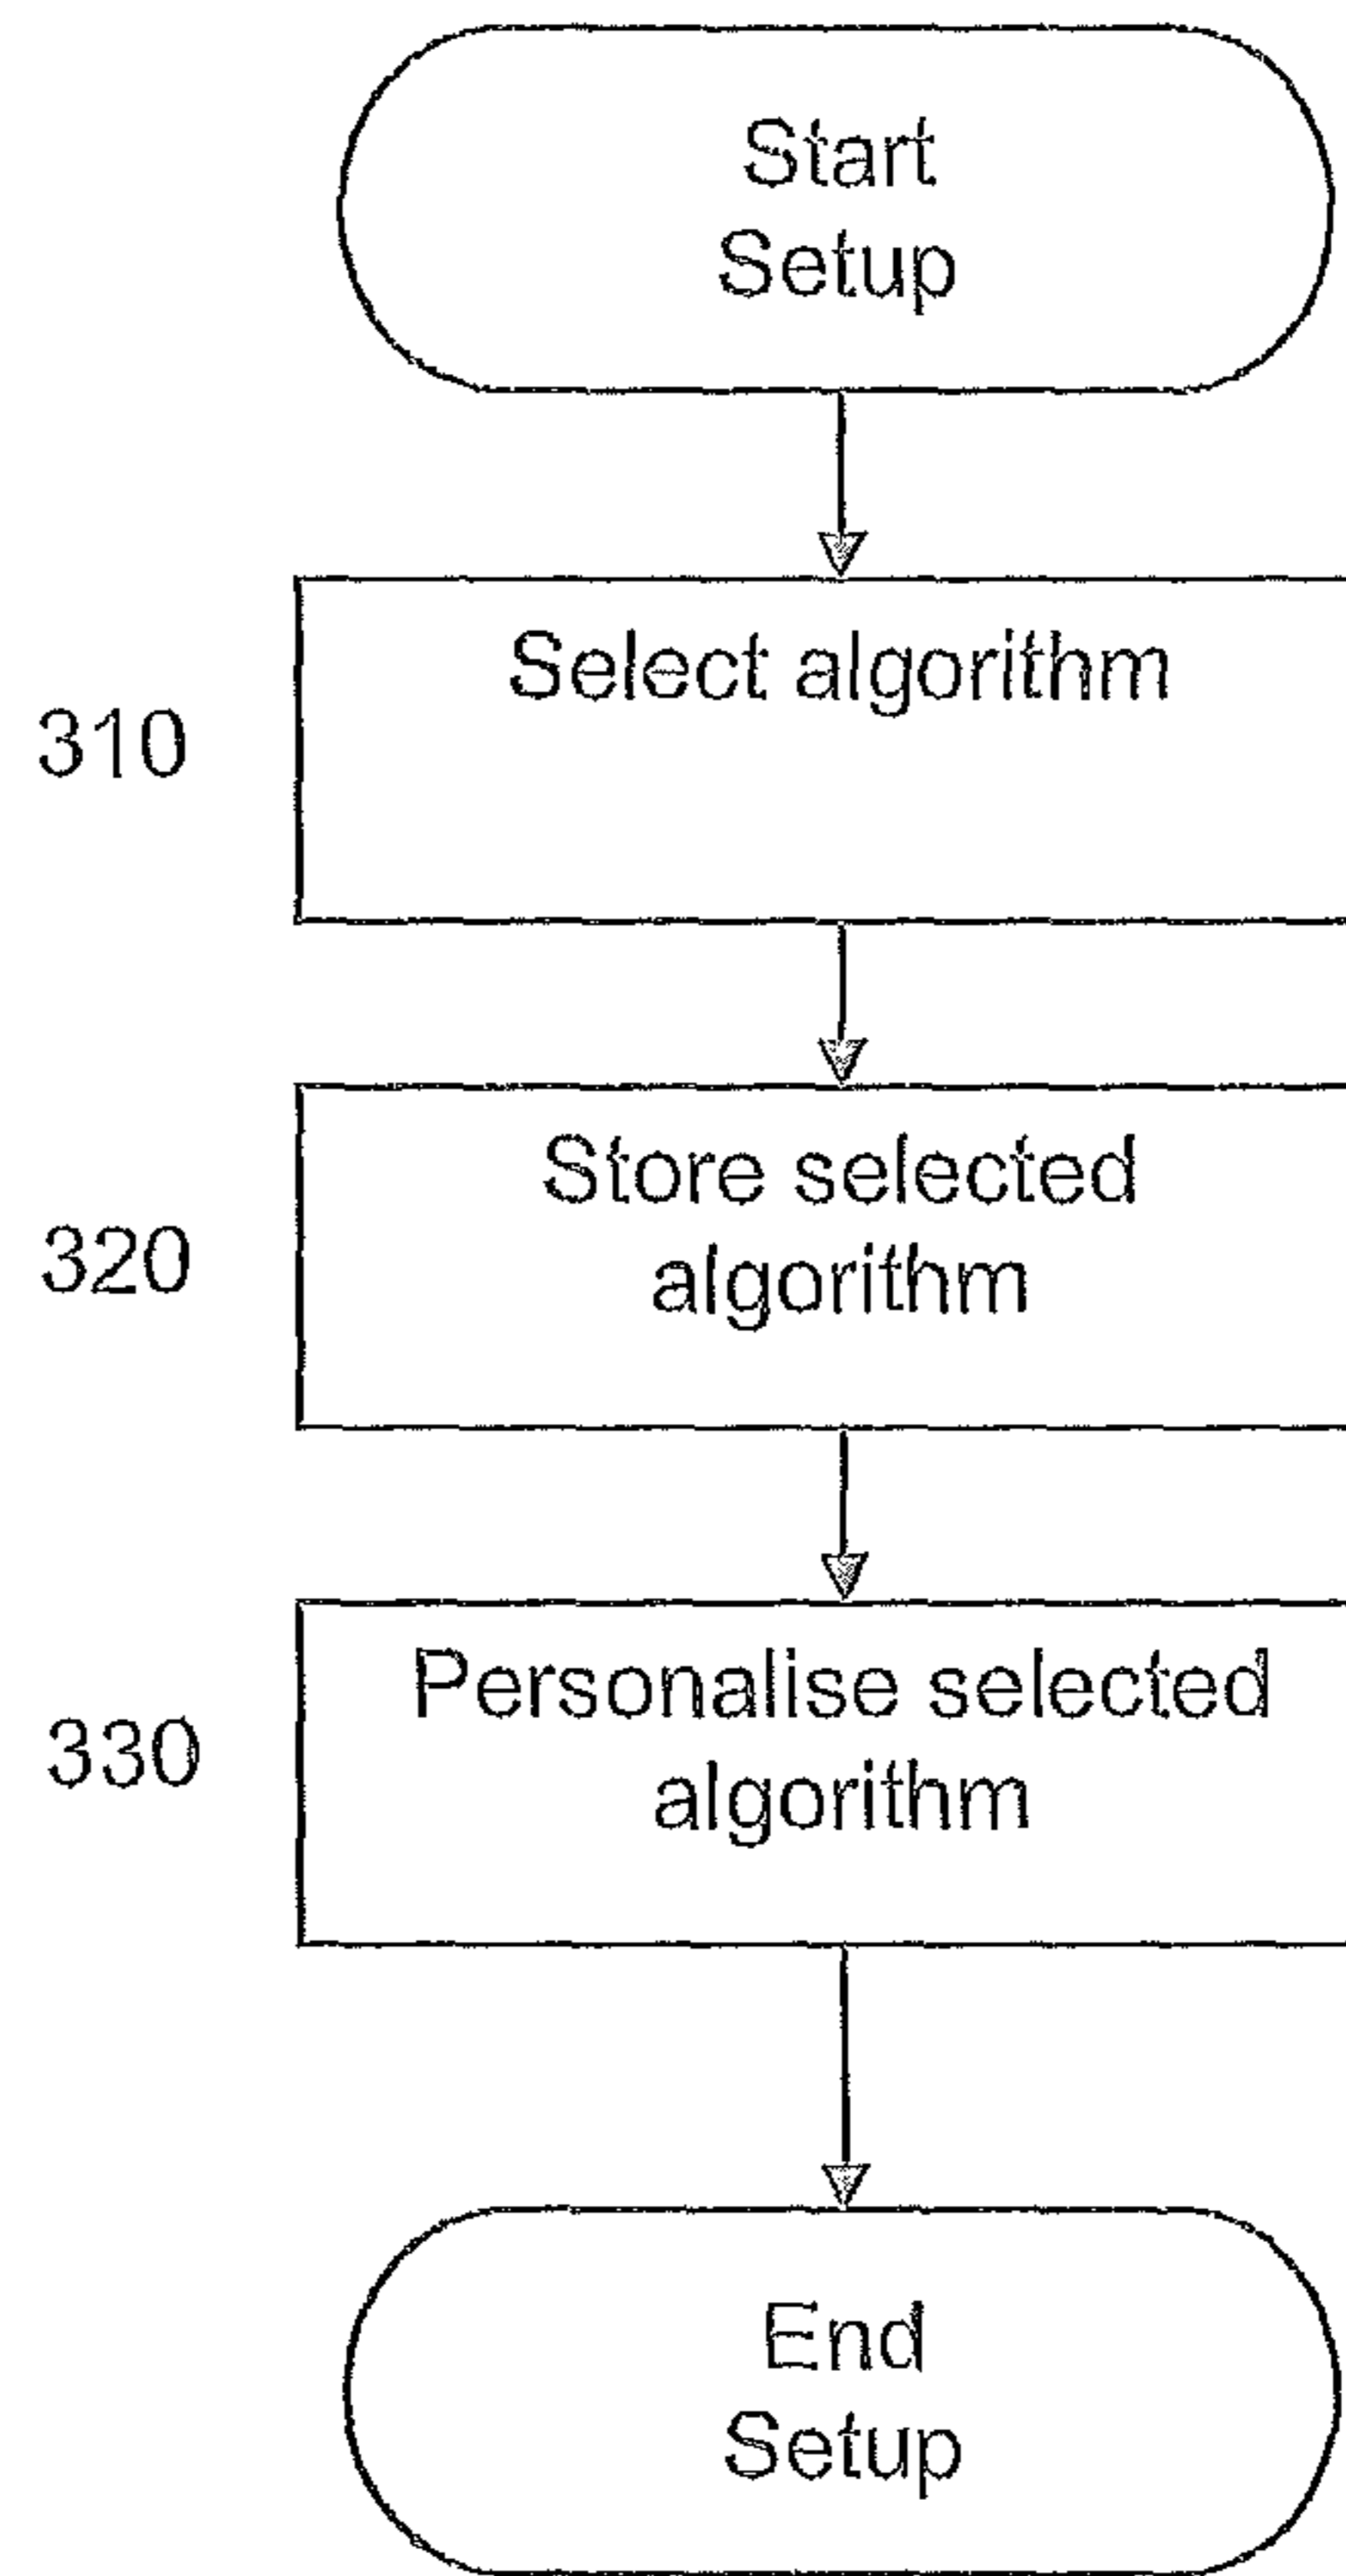 Start
Setup
310
Select algorithm
320
Store selected
algorithm
330
Personalise selected
algorithm
End
Setup